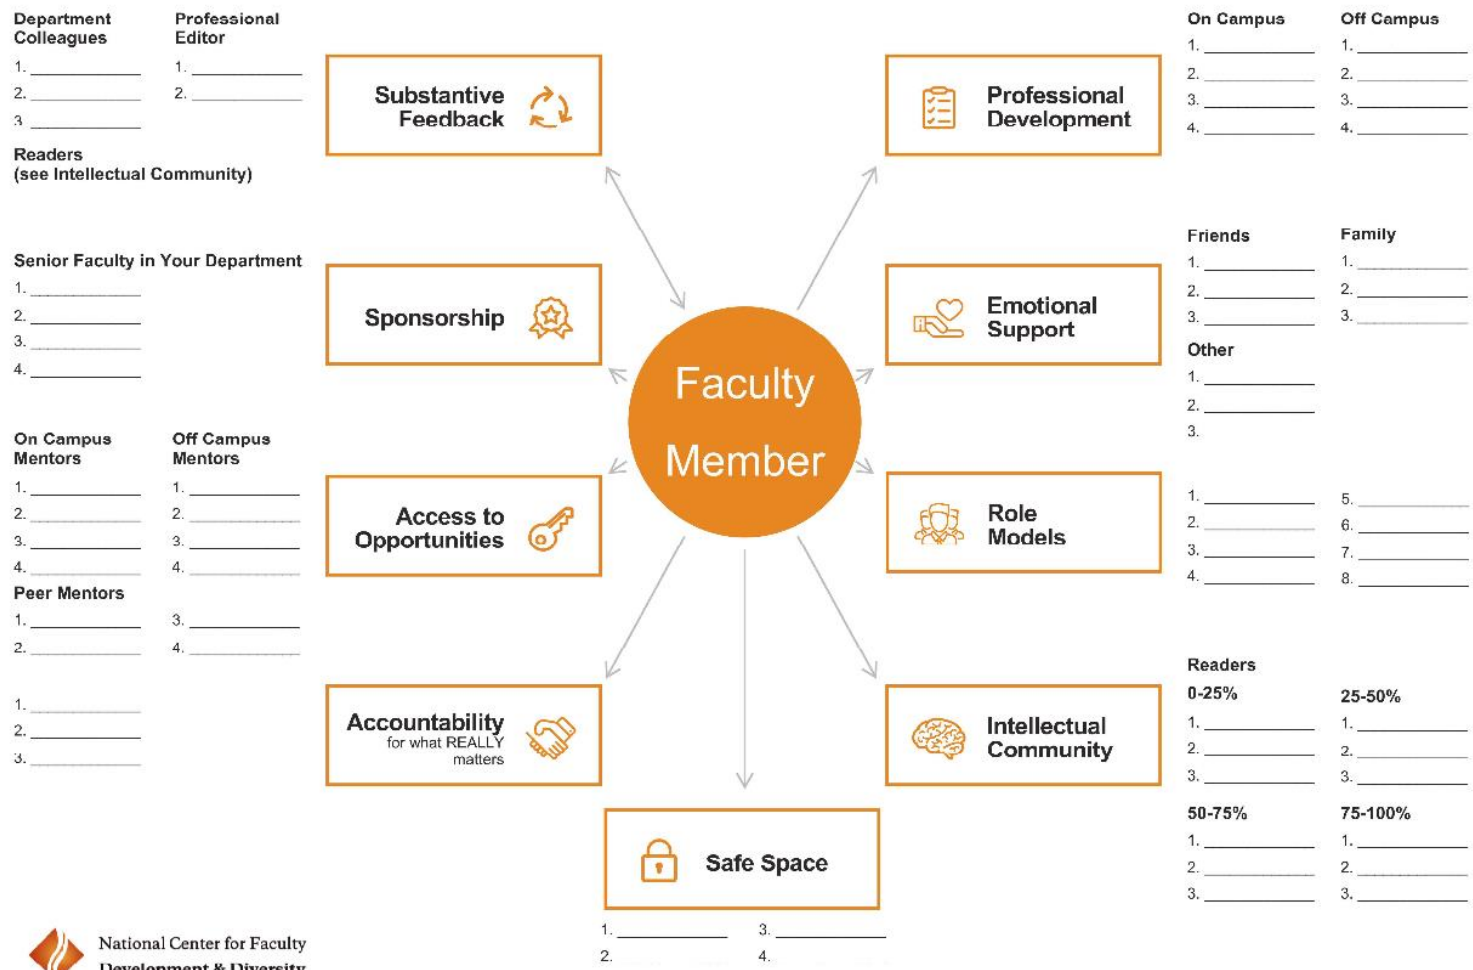 Department Colleagues
1.
2.
3
Professional Editor
1.
2.
Readers
(see Intellectual Community)
Substantive
Feedback
Senior Faculty in Your Department
1.
2.
3.
4.
Sponsorship
On Campus
Mentors
1.
2.
3.
4.
Off Campus
Mentors
1.
2.
3.
4.
Peer Mentors
1.
2.
3.
4.
Access to
Opportunities
1.
2.
3.
Accountability
for what REALLY
matters
Faculty
Member
Professional
Development
On Campus
1.
2.
3.
4.
Off Campus
1.
2.
3.
4.
Emotional
Support
Friends
1.
2.
3.
Family
1.
2.
3.
Other
1.
2.
3.
Role
Models
1.
2.
3.
4.
5.
6.
7.
8.
Intellectual
Community
Readers
0-25%
1.
2.
3.
25-50%
1.
2.
3.
50-75%
1.
2.
3.
75-100%
1.
2.
3.
Safe Space
1.
2.
3.
4.
National Center for Faculty
Development & Diversity